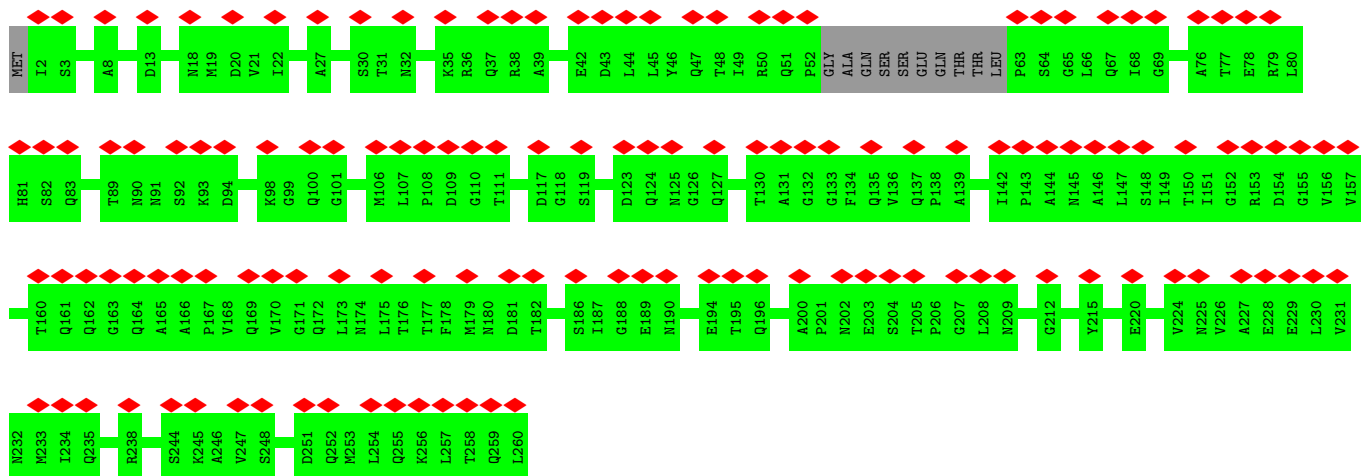 MET I2 S3 A8 D13 N18 M19 D20 V21 I22 A27 S30 T31 N32 K35 R36 Q37 R38 A39 E42 D43 L44 L45 Y46 Q47 T48 I49 R50 Q51 P52 GLY ALA GLN SER SER GLU GLN THR THR LEU P63 S64 G65 L66 Q67 I68 G69 A76 T77 E78 R79 L80
H81 S82 Q83 T89 N90 N91 S92 K93 D94 K98 G99 Q100 G101 M106 L107 P108 D109 G110 T111 D117 G118 S119 D123 Q124 N125 G126 Q127 T130 A131 G132 G133 F134 Q135 V136 Q137 P138 A139 I142 P143 A144 N145 A146 L147 S148 I149 T150 I151 G152 R153 D154 G155 V156 V157
T160 Q161 Q162 G163 Q164 A165 A166 P167 V168 Q169 V170 G171 Q172 L173 N174 L175 T176 T177 F178 M179 N180 D181 T182 S186 I187 G188 E189 N190 E194 T195 Q196 A200 P201 N202 E203 S204 T205 P206 G207 L208 N209 G212 Y215 E220 V224 N225 V226 A227 E228 E229 L230 V231
N232 M233 I234 Q235 R238 S244 K245 A246 V247 S248 D251 Q252 M253 L254 Q255 K256 L257 T258 Q259 L260